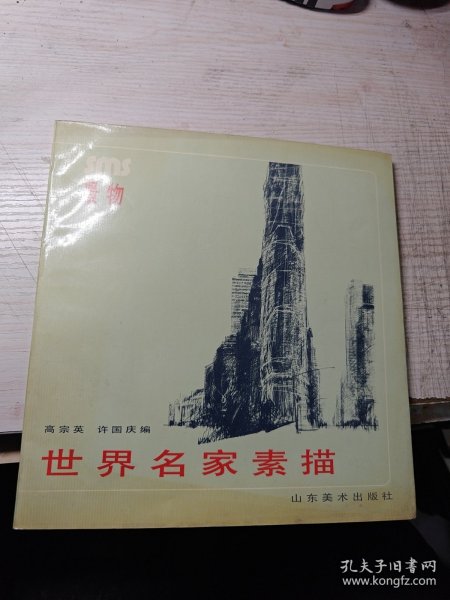 sms
景物
高宗英 许国庆编
世界名家素描
山东美术出版社
孔夫子旧书网
www.kongfz.com